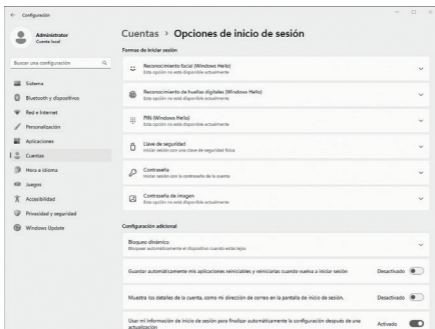 Configuración
Administrator
Cuenta local
Buscar una configuración
Sistema
Bluetooth y dispositivos
Red e Internet
Personalización
Aplicaciones
Cuentas
Hora e idioma
Juegos
Accesibilidad
Privacidad y seguridad
Windows Update
Cuentas > Opciones de inicio de sesión
Formas de iniciar sesión
Reconocimiento facial (Windows Hello)
Esta opción no está disponible actualmente
Reconocimiento de huellas digitales (Windows Hello)
Esta opción no está disponible actualmente
PIN (Windows Hello)
Esta opción no está disponible actualmente
Llave de seguridad
Iniciar sesión con una clave de seguridad física
Contraseña
Iniciar sesión con la contraseña de la cuenta
Contraseña de imagen
Esta opción no está disponible actualmente
Configuración adicional
Bloqueo dinámico
Bloquear automáticamente el dispositivo cuando estás lejos
Guardar automáticamente mis aplicaciones reiniciables y reiniciarlas cuando vuelva a iniciar sesión
Desactivado
Muestra los detalles de la cuenta, como mi dirección de correo en la pantalla de inicio de sesión.
Desactivado
Usar mi información de inicio de sesión para finalizar automáticamente la configuración después de una
actualización
Activado